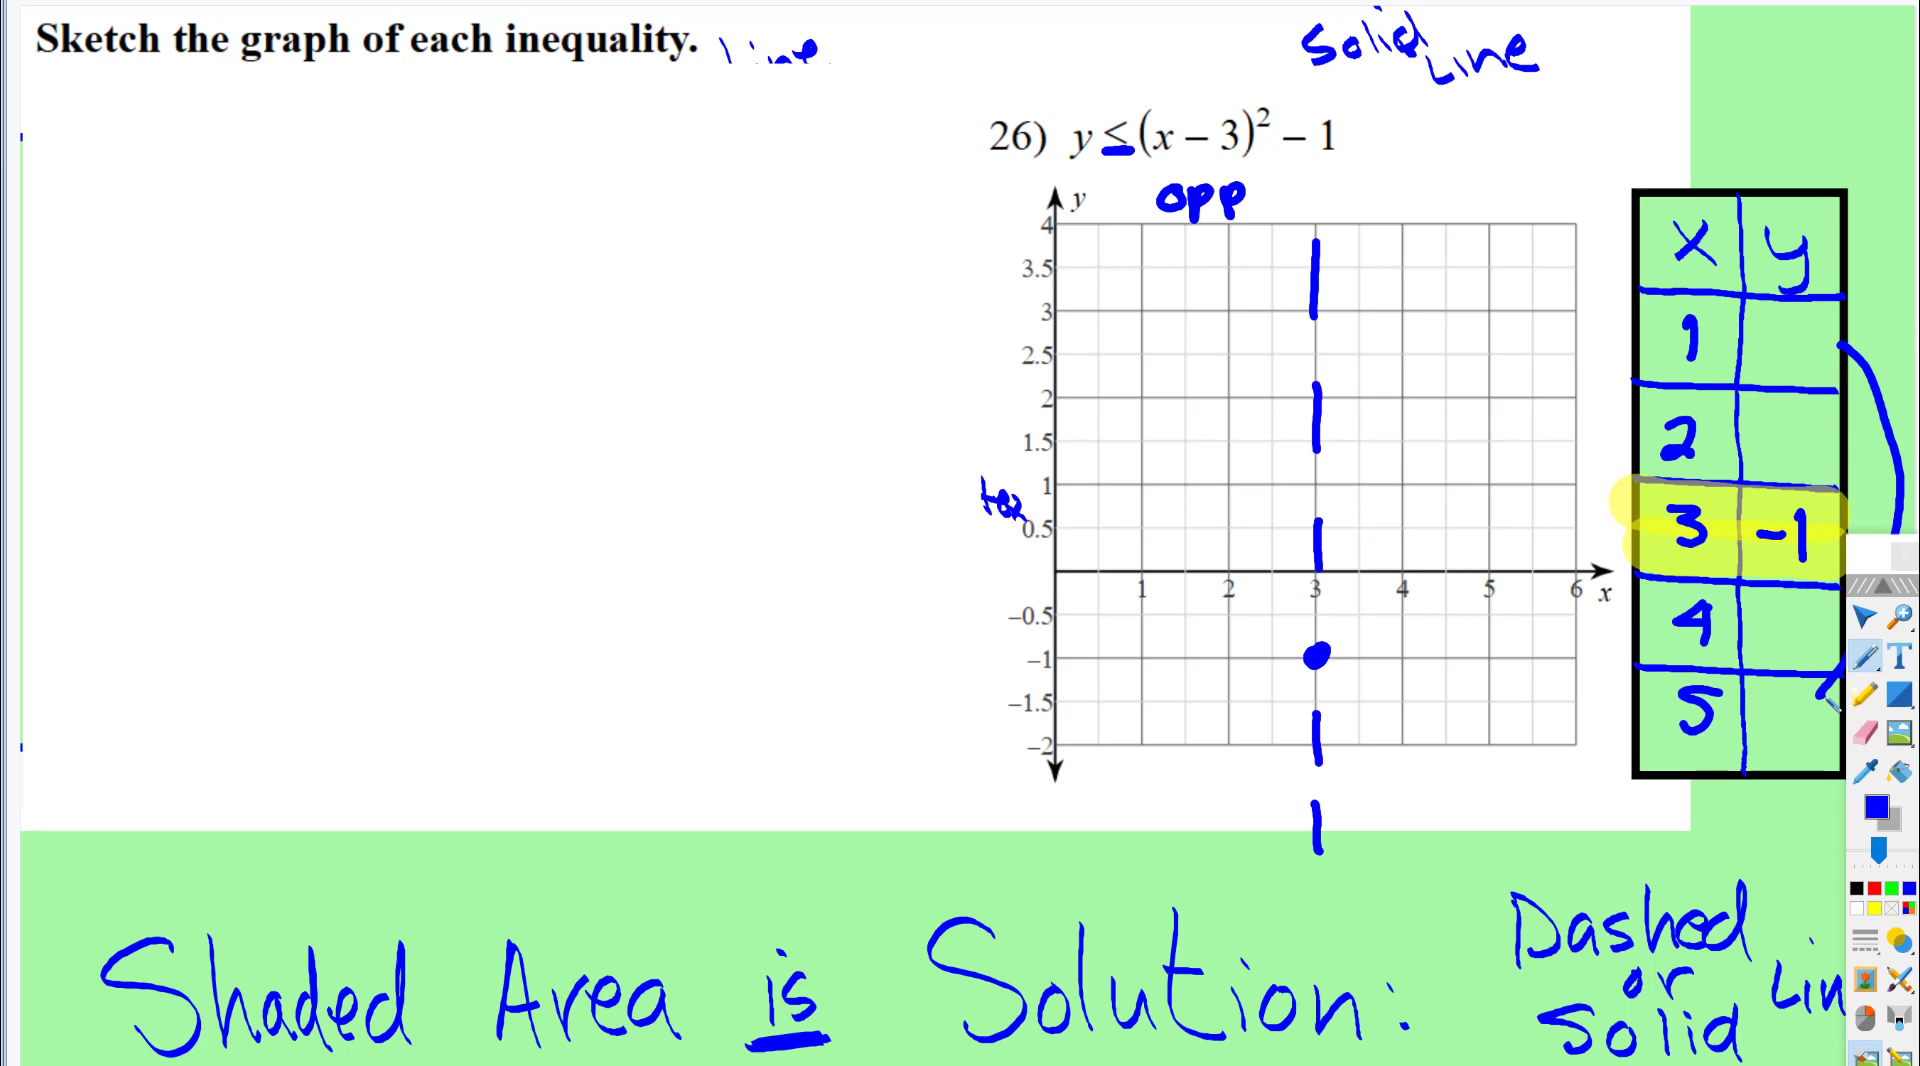 Sketch the graph of each inequality.
Line
Solid
Line
26) y ≤ (x − 3)² − 1
opp
y
4
3.5
3
2.5
2
1.5
1
0.5
−0.5
−1
−1.5
−2
1 2 3 4 5 6 x
x y
1
2
3 -1
4
5
Shaded Area is Solution:
Dashed
or
Solid
Lin